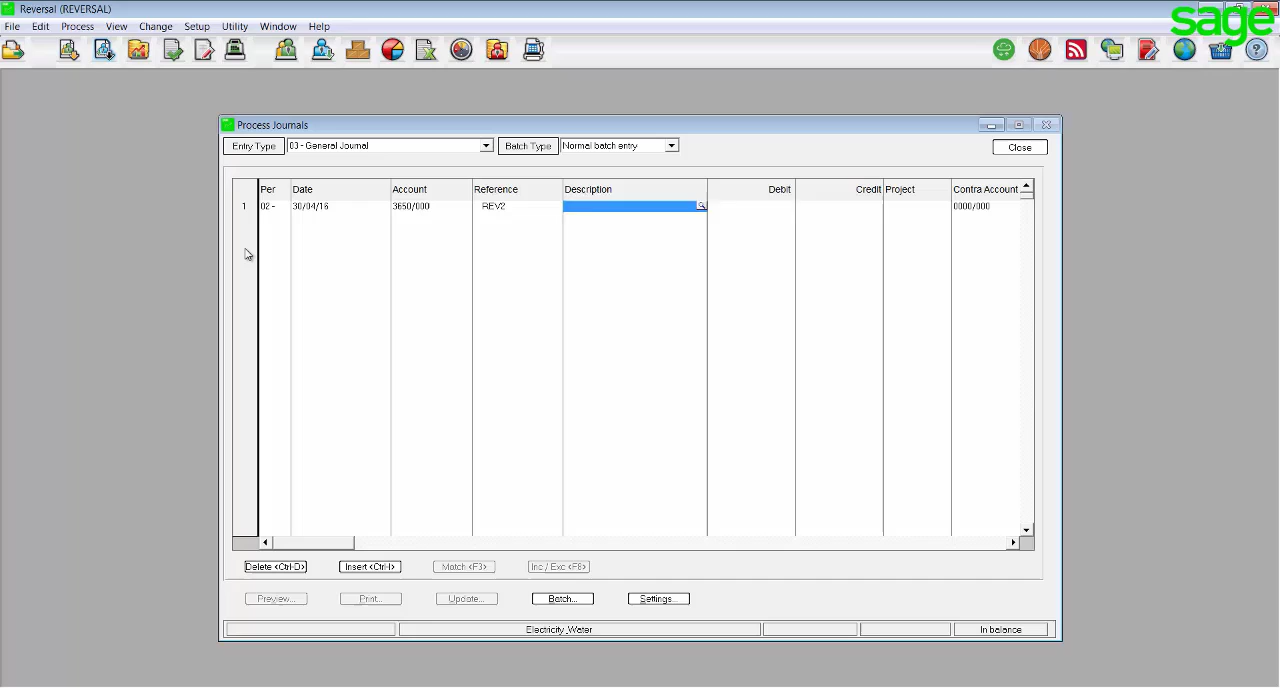 Reversal (REVERSAL)
sage
File Edit Process View Change Setup Utility Window Help
Process Journals
Entry Type 03 - General Journal Batch Type Normal batch entry Close
Per Date Account Reference Description Debit Credit Project Contra Account
1 02 - 30/04/16 3650/000 REV2 0000/000
Delete <Ctrl-D> Insert <Ctrl-I> Match <F3> Inc / Exc <F8>
Preview... Print... Update... Batch... Settings...
Electricity_Water In balance